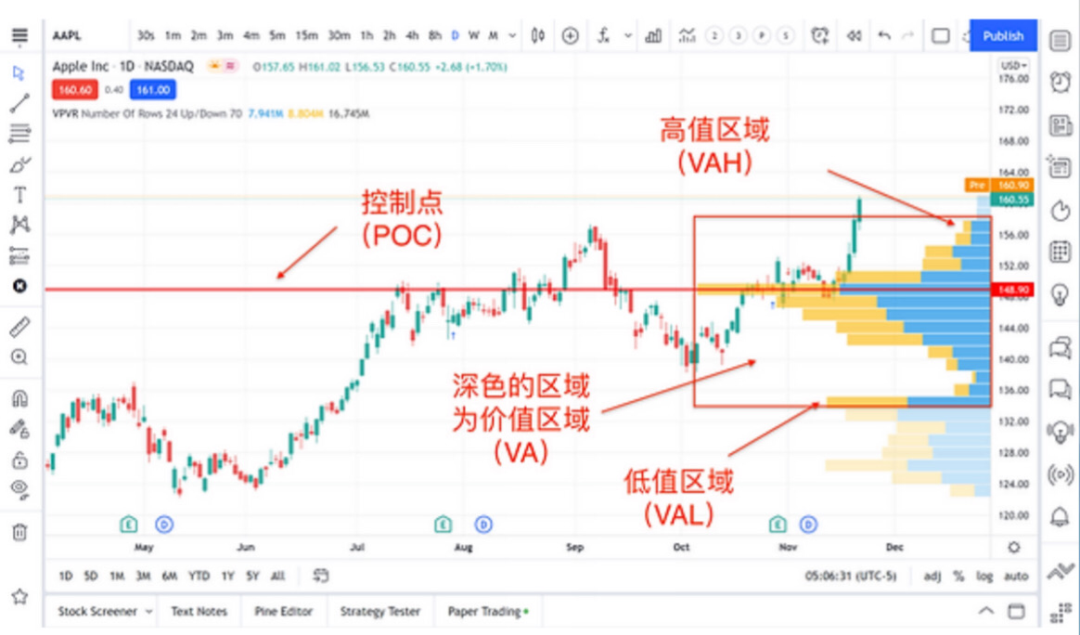 AAPL
30s 1m 2m 3m 4m 5m 15m 30m 1h 2h 4h 8h D W M
2 3 P S
Publish
Apple Inc · 1D · NASDAQ
O157.65 H161.02 L156.53 C160.55 +2.68 (+1.70%)
USD
160.60 0.40 161.00
VPVR Number Of Rows 24 Up/Down 70 7.941M 8.804M 16.745M
176.00
172.00
168.00
164.00
Pre 160.90
160.55
156.00
152.00
148.90
144.00
140.00
136.00
132.00
128.00
124.00
120.00
高值区域
(VAH)
控制点
(POC)
深色的区域
为价值区域
(VA)
低值区域
(VAL)
E D E D E D
May Jun Jul Aug Sep Oct Nov Dec
1D 5D 1M 3M 6M YTD 1Y 5Y All
05:06:31 (UTC-5) adj % log auto
Stock Screener Text Notes Pine Editor Strategy Tester Paper Trading